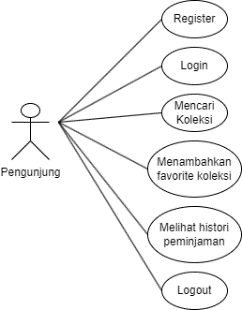 Register
Login
Mencari
Koleksi
Pengunjung
Menambahkan
favorite koleksi
Melihat histori
peminjaman
Logout